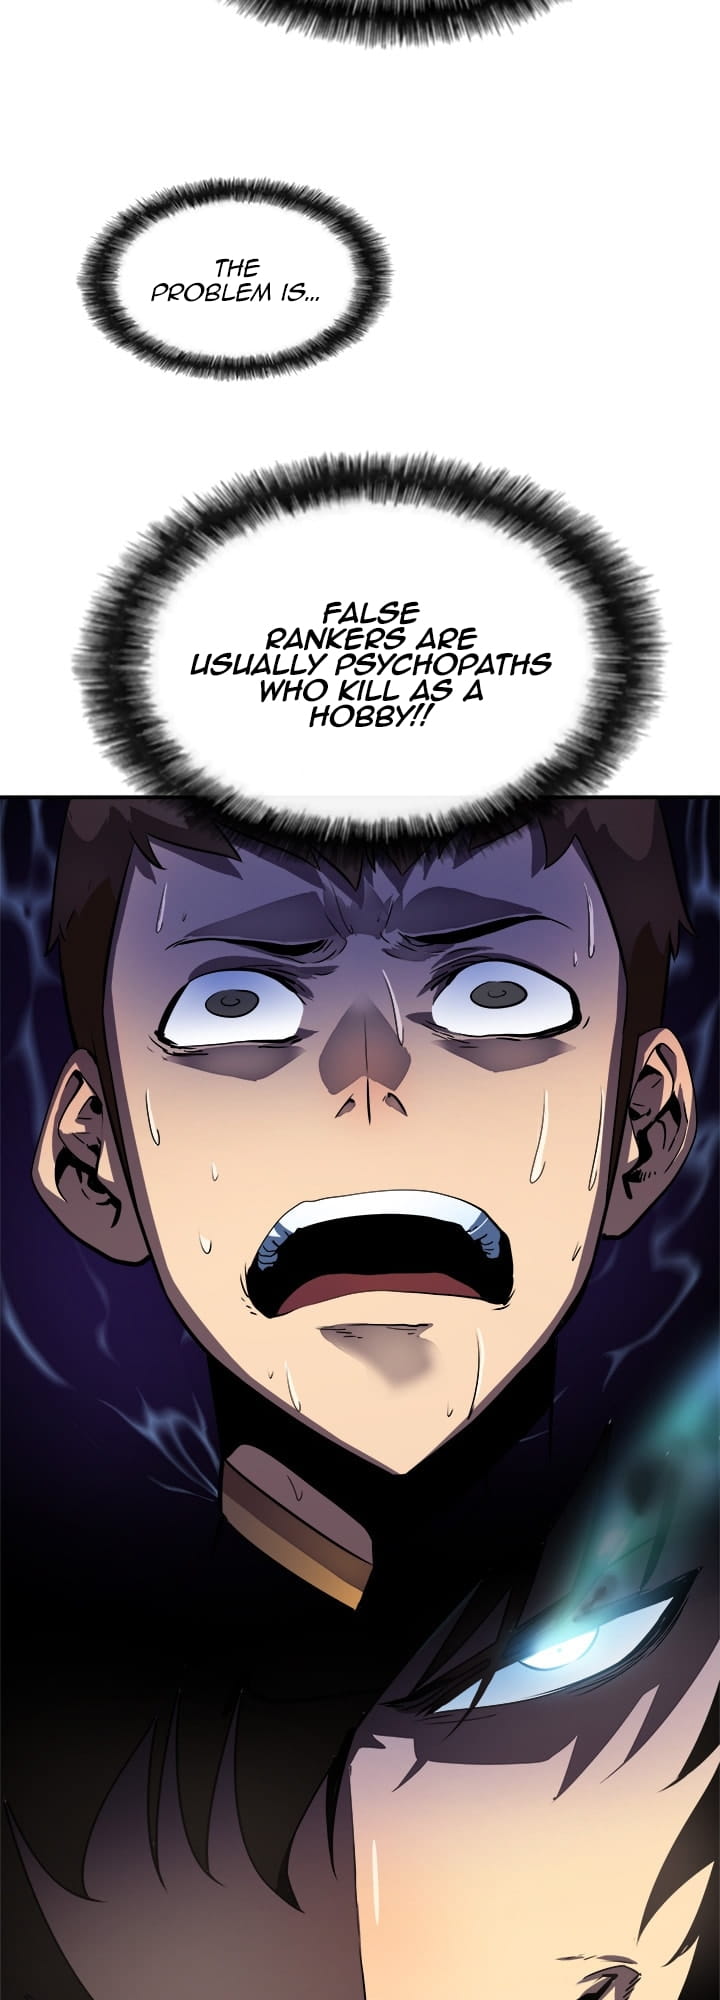 THE
PROBLEM IS...
FALSE
RANKERS ARE
USUALLY PSYCHOPATHS
WHO KILL AS A
HOBBY!!